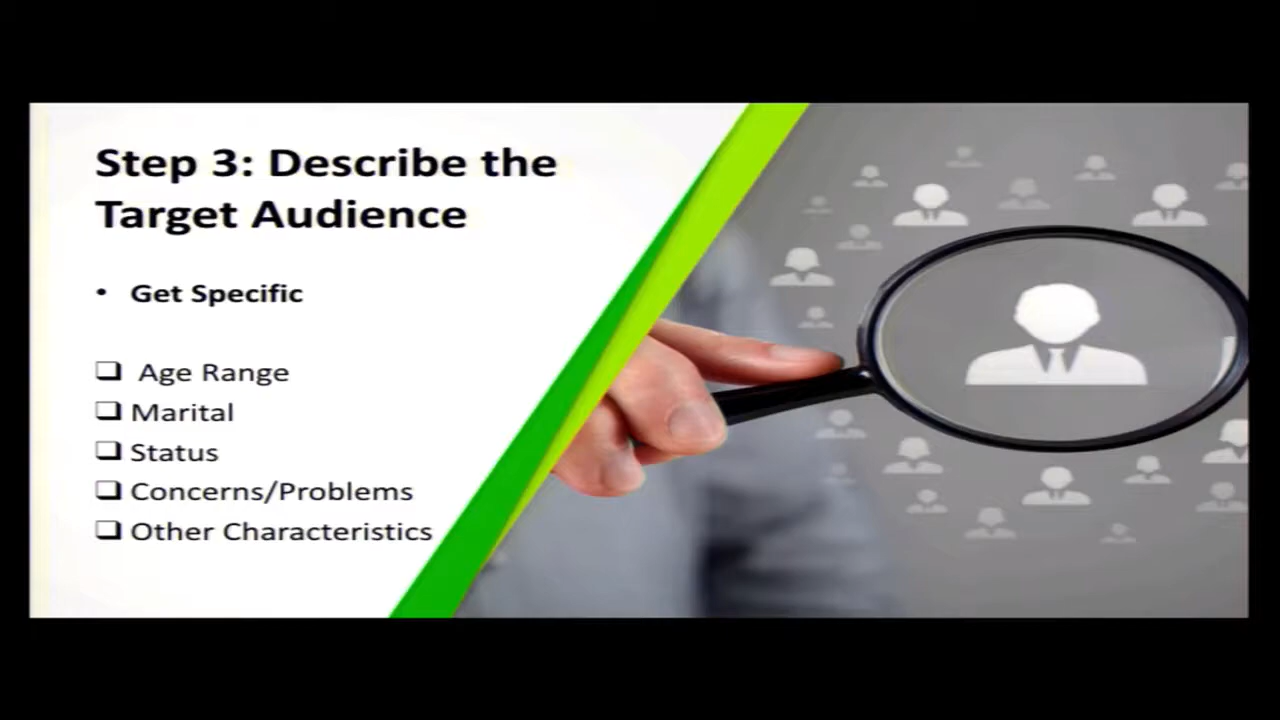 Step 3: Describe the
Target Audience
• Get Specific
❑ Age Range
❑ Marital
❑ Status
❑ Concerns/Problems
❑ Other Characteristics